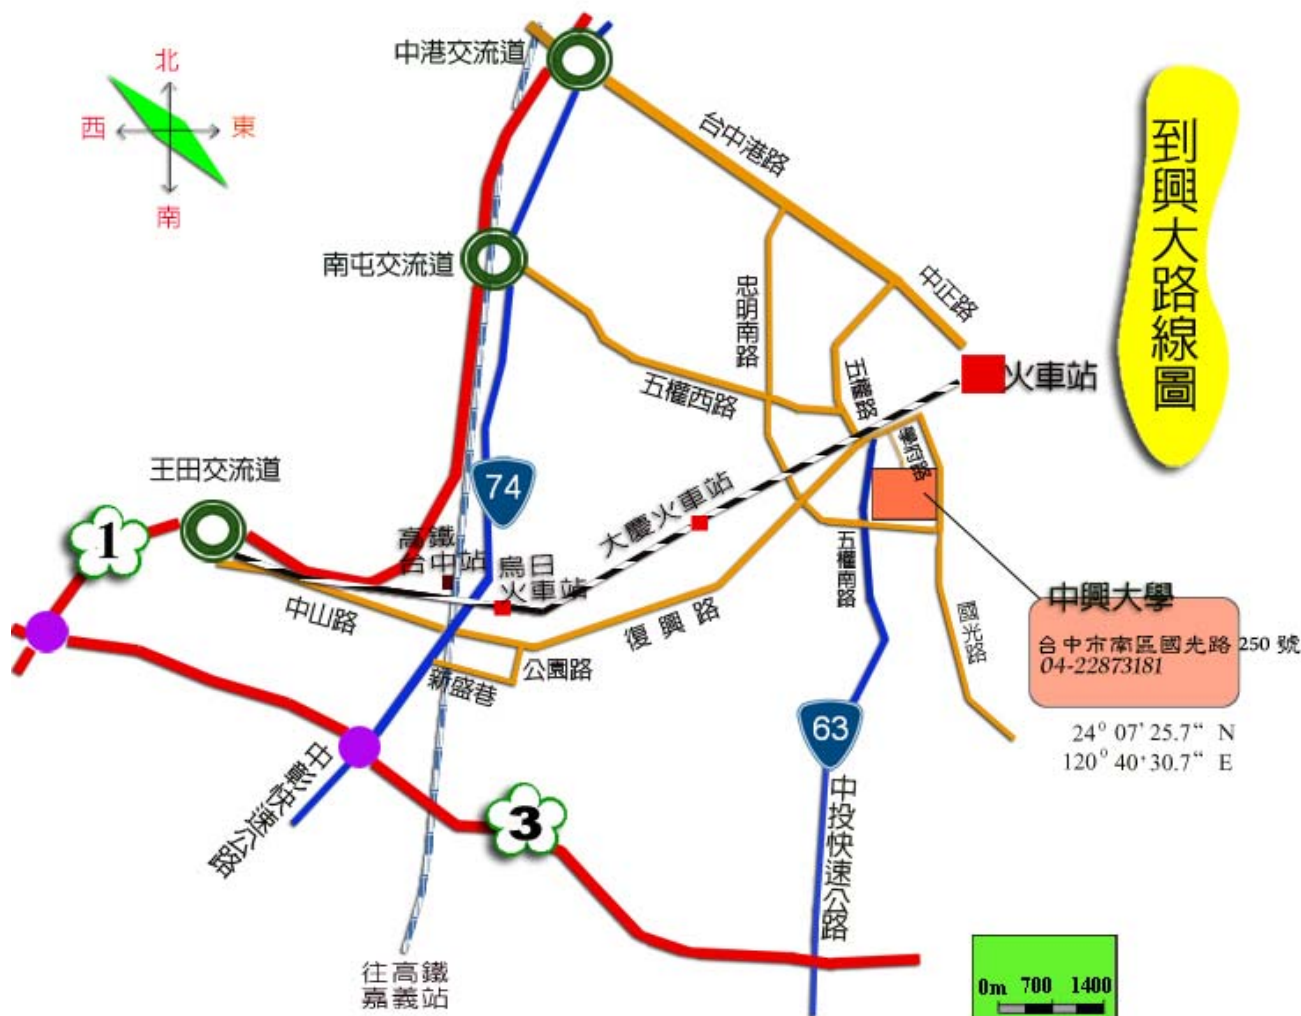 中港交流道
北
西
東
南
台中港路
到興大路線圖
南屯交流道
忠明南路
中正路
五權西路
五權路
火車站
王田交流道
74
高鐵
台中站
烏日
火車站
大慶火車站
1
中山路
復興路
五權南路
國光路
中興大學
台中市南區國光路 250 號
04-22873181
24° 07' 25.7“ N
120° 40' 30.7“ E
公園路
新盛巷
63
中彰快速公路
3
中投快速公路
往高鐵
嘉義站
0m 700 1400